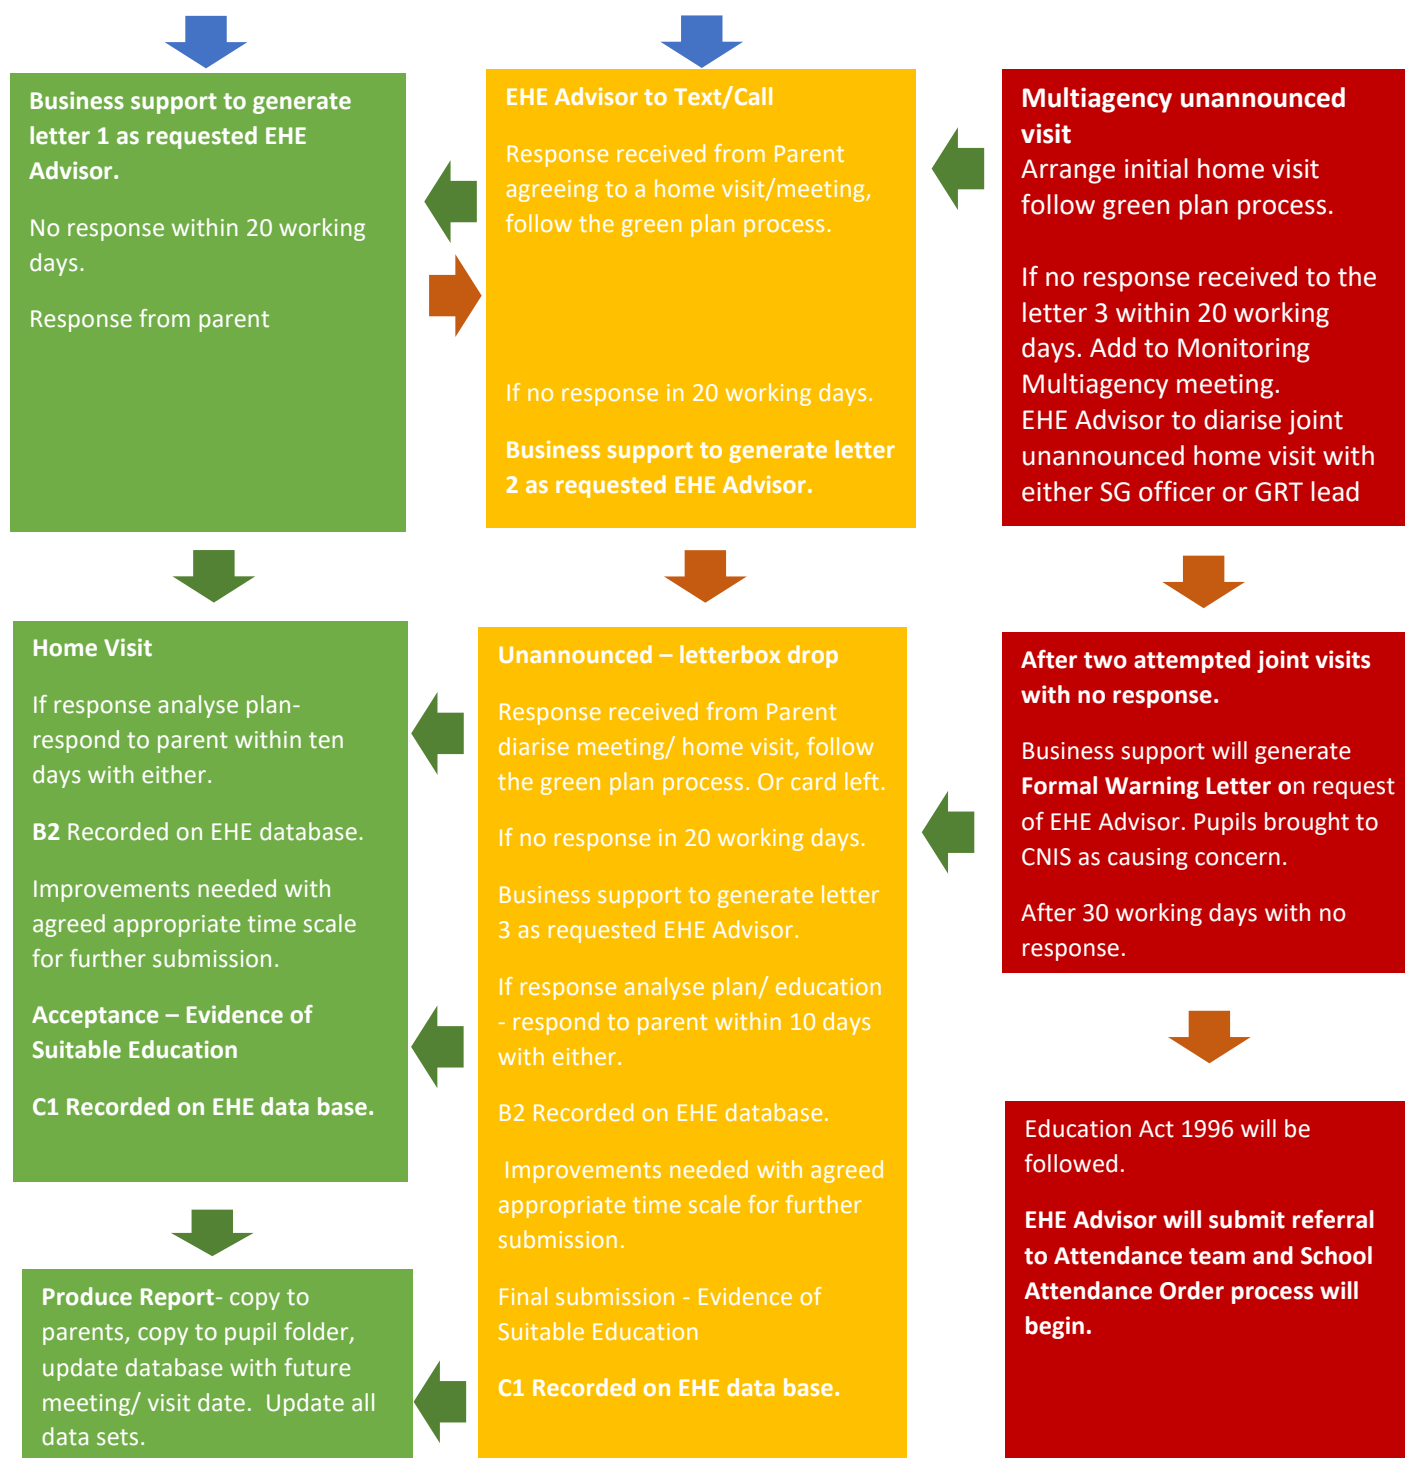 Business support to generate
letter 1 as requested EHE
Advisor.
No response within 20 working
days.
Response from parent
EHE Advisor to Text/Call
Response received from Parent
agreeing to a home visit/meeting,
follow the green plan process.
If no response in 20 working days.
Business support to generate letter
2 as requested EHE Advisor.
Multiagency unannounced
visit
Arrange initial home visit
follow green plan process.
If no response received to the
letter 3 within 20 working
days. Add to Monitoring
Multiagency meeting.
EHE Advisor to diarise joint
unannounced home visit with
either SG officer or GRT lead
Home Visit
If response analyse plan-
respond to parent within ten
days with either.
B2 Recorded on EHE database.
Improvements needed with
agreed appropriate time scale
for further submission.
Acceptance – Evidence of
Suitable Education
C1 Recorded on EHE data base.
Unannounced – letterbox drop
Response received from Parent
diarise meeting/ home visit, follow
the green plan process. Or card left.
If no response in 20 working days.
Business support to generate letter
3 as requested EHE Advisor.
If response analyse plan/ education
- respond to parent within 10 days
with either.
B2 Recorded on EHE database.
Improvements needed with agreed
appropriate time scale for further
submission.
Final submission - Evidence of
Suitable Education
C1 Recorded on EHE data base.
After two attempted joint visits
with no response.
Business support will generate
Formal Warning Letter on request
of EHE Advisor. Pupils brought to
CNIS as causing concern.
After 30 working days with no
response.
Produce Report- copy to
parents, copy to pupil folder,
update database with future
meeting/ visit date.  Update all
data sets.
Education Act 1996 will be
followed.
EHE Advisor will submit referral
to Attendance team and School
Attendance Order process will
begin.